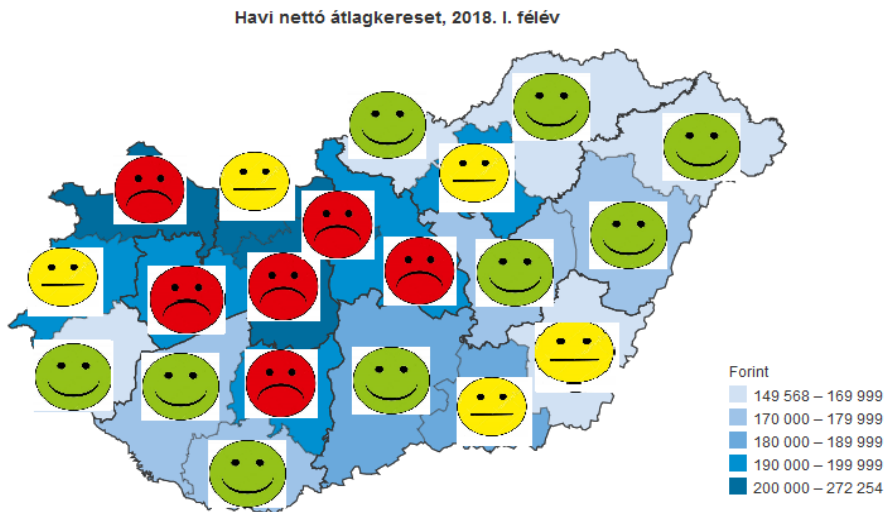 Havi nettó átlagkereset, 2018. I. félév
Forint
149 568 – 169 999
170 000 – 179 999
180 000 – 189 999
190 000 – 199 999
200 000 – 272 254